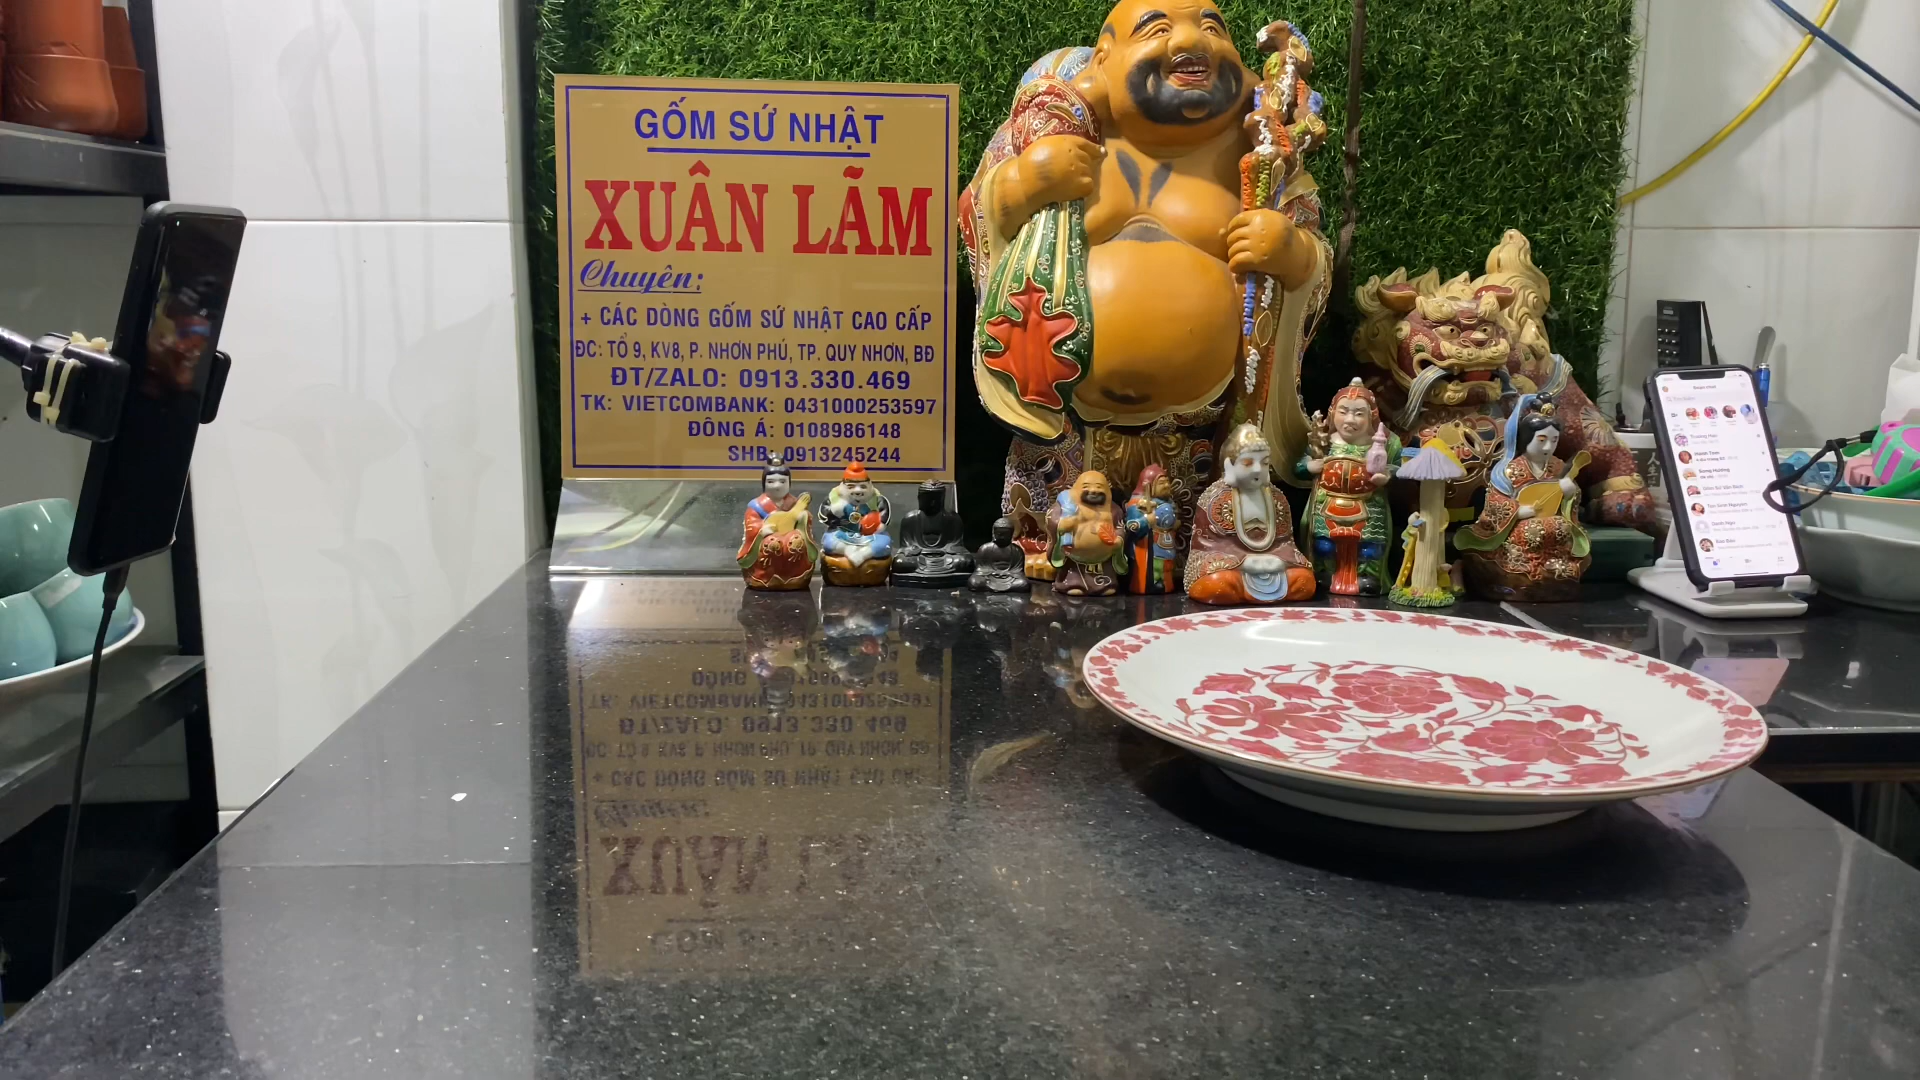 GỐM SỨ NHẬT
XUÂN LÃM
Chuyên:
+ CÁC DÒNG GỐM SỨ NHẬT CAO CẤP
ĐC: TỔ 9, KV8, P. NHƠN PHÚ, TP. QUY NHƠN, BĐ
ĐT/ZALO: 0913.330.469
TK: VIETCOMBANK: 0431000253597
ĐÔNG Á: 0108986148
SHB: 0913245244